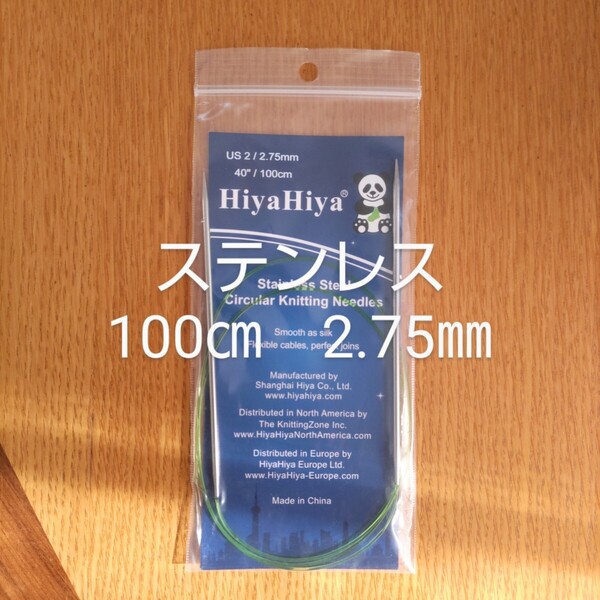 US 2 / 2.75mm
40" / 100cm
HiyaHiya®
ステンレス
Stainless Steel
Circular Knitting Needles
100㎝ 2.75㎜
Smooth as silk
Flexible cables, perfect joins
Manufactured by
Shanghai Hiya Co., Ltd.
www.hiyahiya.com
Distributed in North America by
The KnittingZone Inc.
www.HiyaHiyaNorthAmerica.com
Distributed in Europe by
HiyaHiya Europe Ltd.
www.HiyaHiya-Europe.com
Made in China